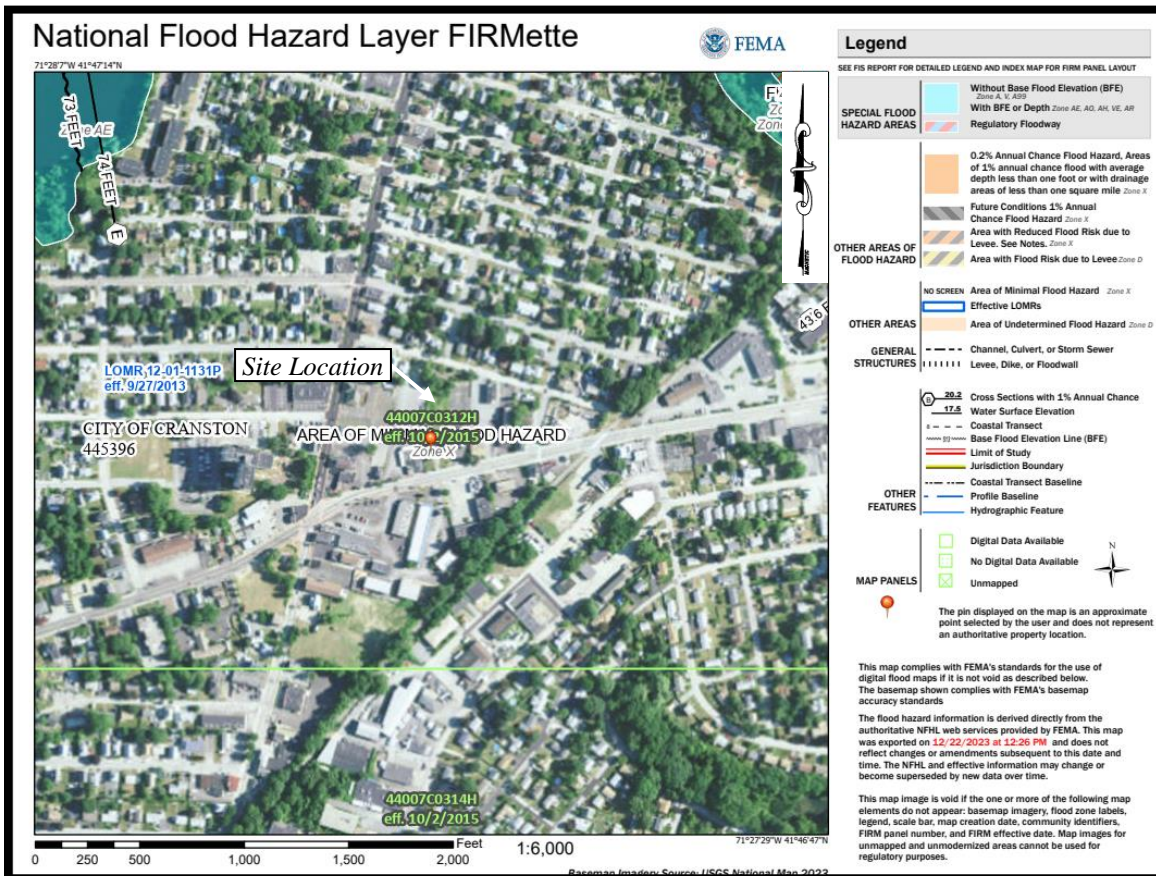 National Flood Hazard Layer FIRMette
FEMA
71°28'7"W 41°47'14"N
73 FEET
74 FEET
Zone AE
E
Site Location
LOMR 12-01-1131P
eff. 9/27/2013
CITY OF CRANSTON
445396
44007C0312H
eff. 10/2/2015
AREA OF MINIMAL FLOOD HAZARD
Zone X
43.6 F
44007C0314H
eff. 10/2/2015
71°27'29"W 41°46'47"N
0 250 500 1,000 1,500 2,000 Feet
1:6,000
Basemap Imagery Source: USGS National Map 2023
Legend
SEE FIS REPORT FOR DETAILED LEGEND AND INDEX MAP FOR FIRM PANEL LAYOUT
SPECIAL FLOOD
HAZARD AREAS
Without Base Flood Elevation (BFE)
Zone A, V, A99
With BFE or Depth Zone AE, AO, AH, VE, AR
Regulatory Floodway
OTHER AREAS OF
FLOOD HAZARD
0.2% Annual Chance Flood Hazard, Areas
of 1% annual chance flood with average
depth less than one foot or with drainage
areas of less than one square mile Zone X
Future Conditions 1% Annual
Chance Flood Hazard Zone X
Area with Reduced Flood Risk due to
Levee. See Notes. Zone X
Area with Flood Risk due to Levee Zone D
OTHER AREAS
NO SCREEN Area of Minimal Flood Hazard Zone X
Effective LOMRs
Area of Undetermined Flood Hazard Zone D
GENERAL
STRUCTURES
Channel, Culvert, or Storm Sewer
Levee, Dike, or Floodwall
OTHER
FEATURES
B 20.2 Cross Sections with 1% Annual Chance
17.5 Water Surface Elevation
Coastal Transect
Base Flood Elevation Line (BFE)
Limit of Study
Jurisdiction Boundary
Coastal Transect Baseline
Profile Baseline
Hydrographic Feature
MAP PANELS
Digital Data Available
No Digital Data Available
Unmapped
N
The pin displayed on the map is an approximate
point selected by the user and does not represent
an authoritative property location.
This map complies with FEMA's standards for the use of
digital flood maps if it is not void as described below.
The basemap shown complies with FEMA's basemap
accuracy standards
The flood hazard information is derived directly from the
authoritative NFHL web services provided by FEMA. This map
was exported on 12/22/2023 at 12:26 PM and does not
reflect changes or amendments subsequent to this date and
time. The NFHL and effective information may change or
become superseded by new data over time.
This map image is void if the one or more of the following map
elements do not appear: basemap imagery, flood zone labels,
legend, scale bar, map creation date, community identifiers,
FIRM panel number, and FIRM effective date. Map images for
unmapped and unmodernized areas cannot be used for
regulatory purposes.